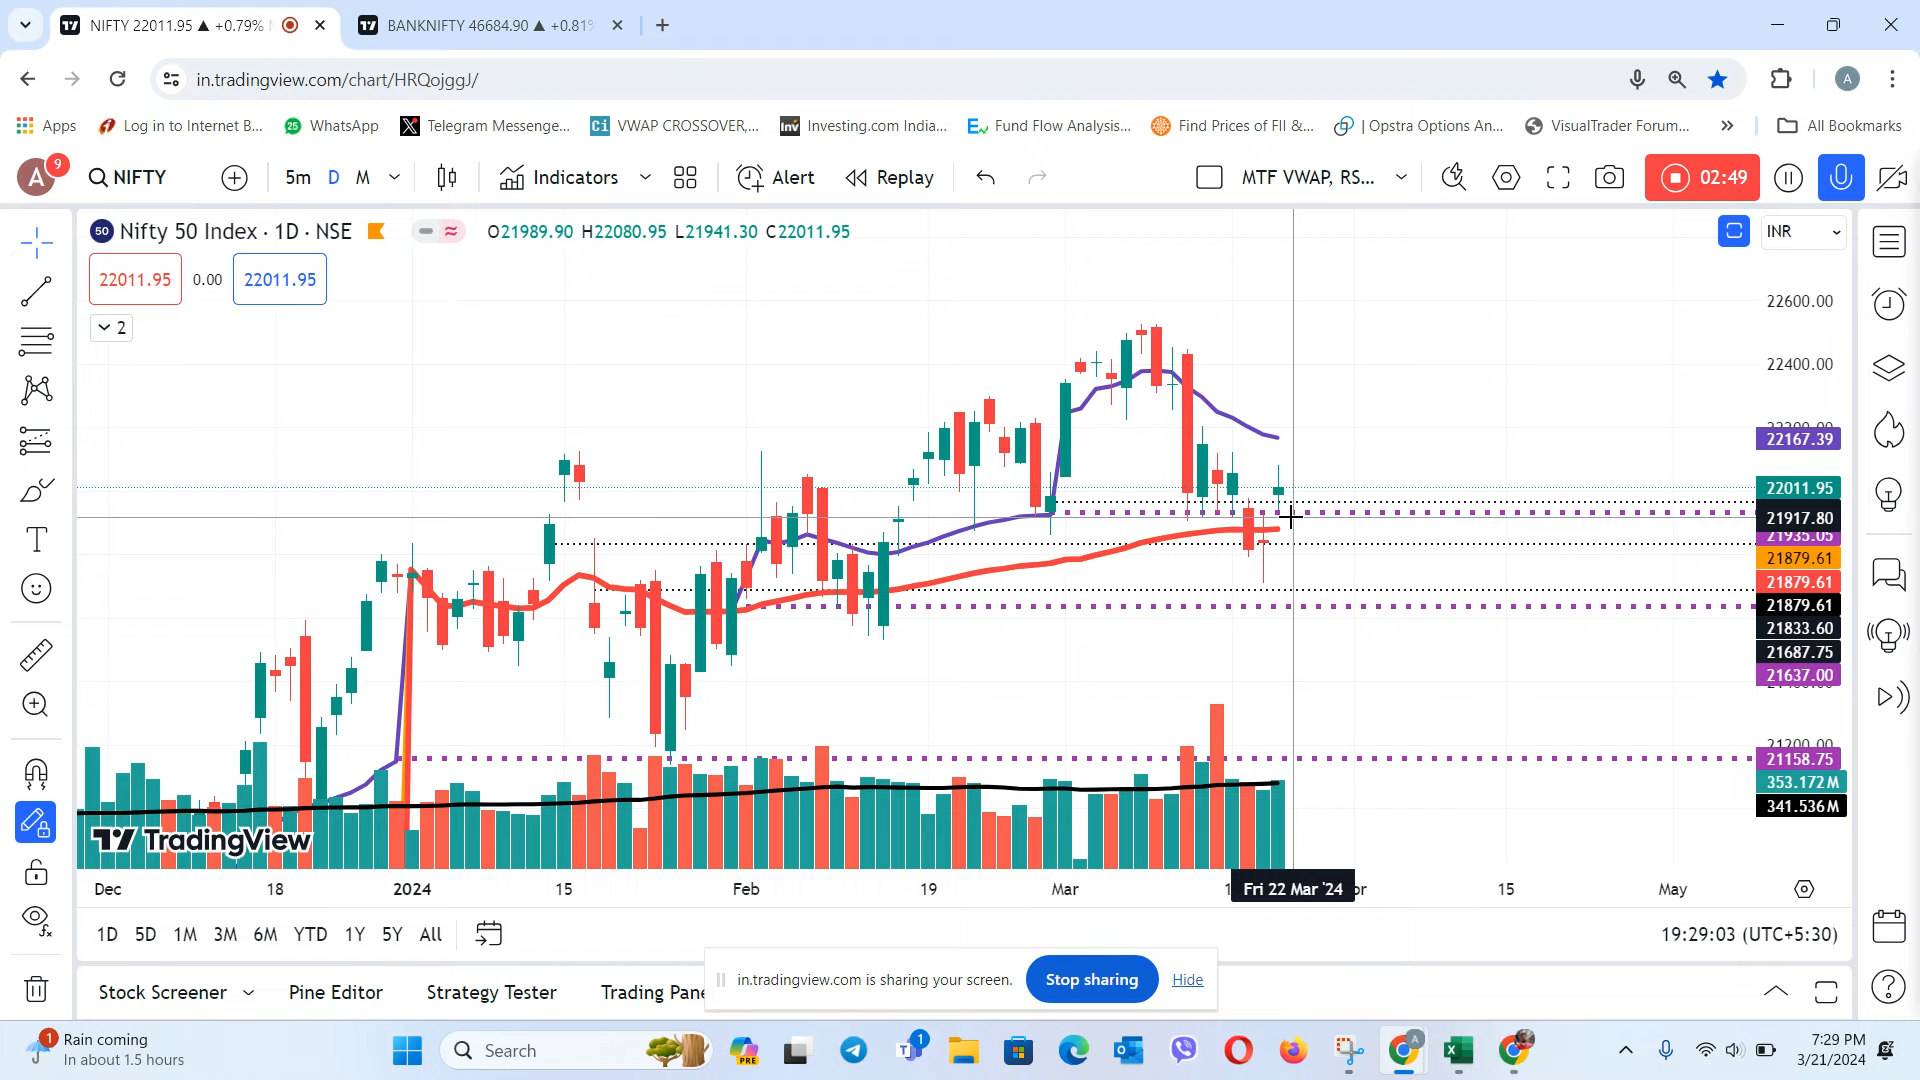 NIFTY 22011.95 ▲ +0.79%
BANKNIFTY 46684.90 ▲ +0.81%
in.tradingview.com/chart/HRQojggJ/
A
Apps
Log in to Internet B...
25 WhatsApp
Telegram Messenge...
Ci VWAP CROSSOVER,...
Inv Investing.com India...
Fund Flow Analysis...
Find Prices of FII &...
| Opstra Options An...
VisualTrader Forum...
All Bookmarks
A 9
NIFTY
5m D M
Indicators
Alert
Replay
MTF VWAP, RS...
02:49
50 Nifty 50 Index · 1D · NSE
O21989.90 H22080.95 L21941.30 C22011.95
INR
22011.95 0.00 22011.95
2
22600.00
22400.00
22167.39
22011.95
21917.80
21935.05
21879.61
21879.61
21879.61
21833.60
21687.75
21637.00
21200.00
21158.75
353.172M
341.536M
TradingView
Dec 18 2024 15 Feb 19 Mar Fri 22 Mar '24 15 May
1D 5D 1M 3M 6M YTD 1Y 5Y All
19:29:03 (UTC+5:30)
in.tradingview.com is sharing your screen.
Stop sharing
Hide
Stock Screener
Pine Editor
Strategy Tester
Trading Pane
1 Rain coming
In about 1.5 hours
Search
PRE
1
7:29 PM
3/21/2024